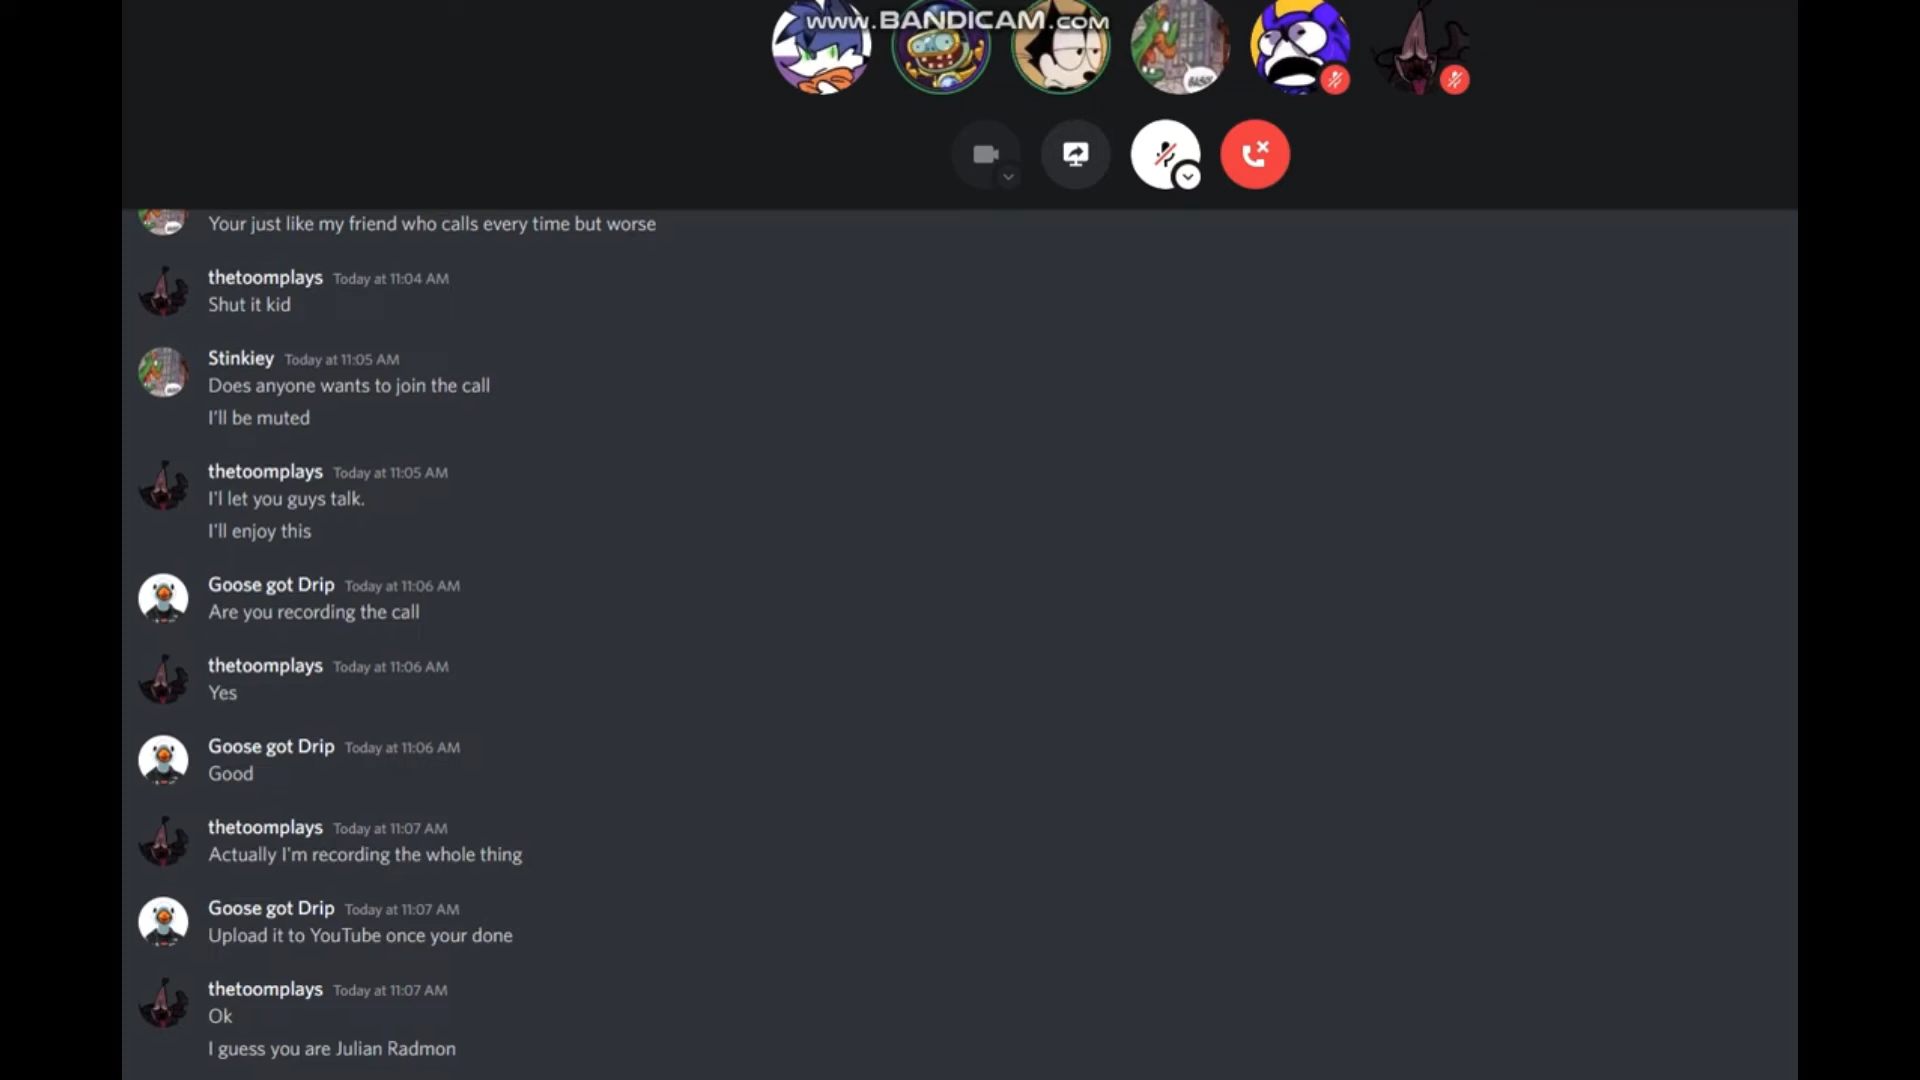 www.BANDICAM.com
BASO!
Your just like my friend who calls every time but worse
thetoomplays Today at 11:04 AM
Shut it kid
Stinkiey Today at 11:05 AM
Does anyone wants to join the call
I'll be muted
thetoomplays Today at 11:05 AM
I'l let you guys talk.
I'll enjoy this
Goose got Drip Today at 11:06 AM
Are you recording the call
thetoomplays Today at 11:06 AM
Yes
Goose got Drip Today at 11:06 AM
Good
thetoomplays Today at 11:07 AM
Actually I'm recording the whole thing
Goose got Drip Today at 11:07 AM
Upload it to YouTube once your done
thetoomplays Today at 11:07 AM
Ok
I guess you are Julian Radmon